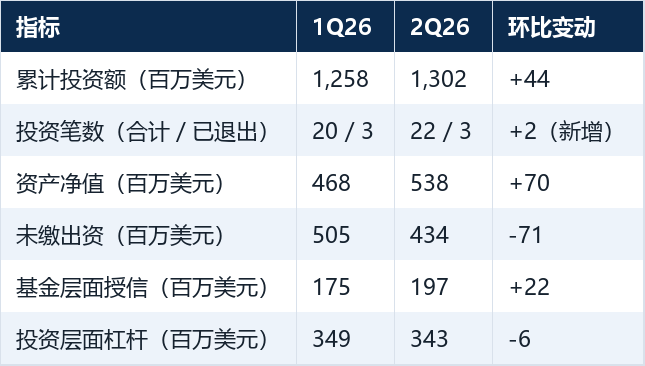 指标 1Q26 2Q26 环比变动
累计投资额（百万美元） 1,258 1,302 +44
投资笔数（合计 / 已退出） 20 / 3 22 / 3 +2（新增）
资产净值（百万美元） 468 538 +70
未缴出资（百万美元） 505 434 -71
基金层面授信（百万美元） 175 197 +22
投资层面杠杆（百万美元） 349 343 -6